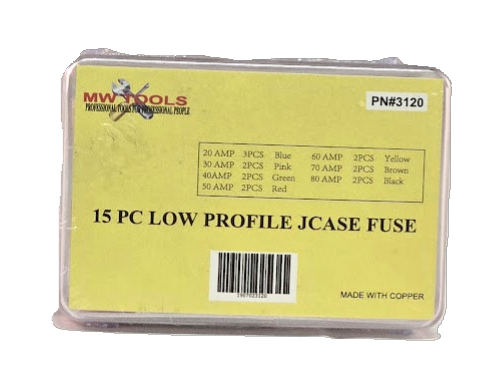 MW TOOLS
PROFESSIONAL TOOLS FOR PROFESSIONAL PEOPLE
PN#3120
20 AMP 3PCS Blue 60 AMP 2PCS Yellow
30 AMP 2PCS Pink 70 AMP 2PCS Brown
40AMP 2PCS Green 80 AMP 2PCS Black
50 AMP 2PCS Red
15 PC LOW PROFILE JCASE FUSE
MADE WITH COPPER